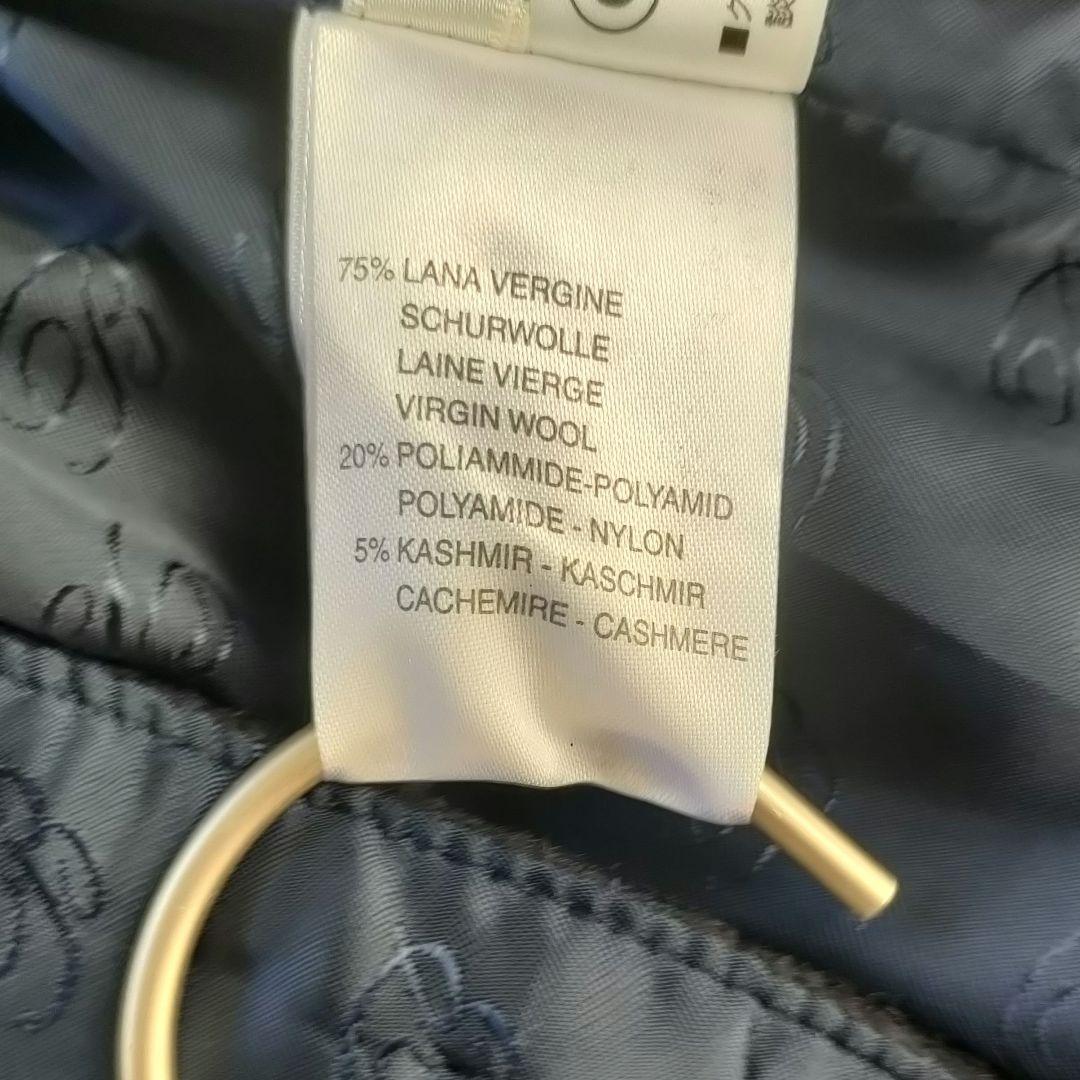 75% LANA VERGINE
SCHURWOLLE
LAINE VIERGE
VIRGIN WOOL
20% POLIAMMIDE-POLYAMID
POLYAMIDE - NYLON
5% KASHMIR - KASCHMIR
CACHEMIRE - CASHMERE